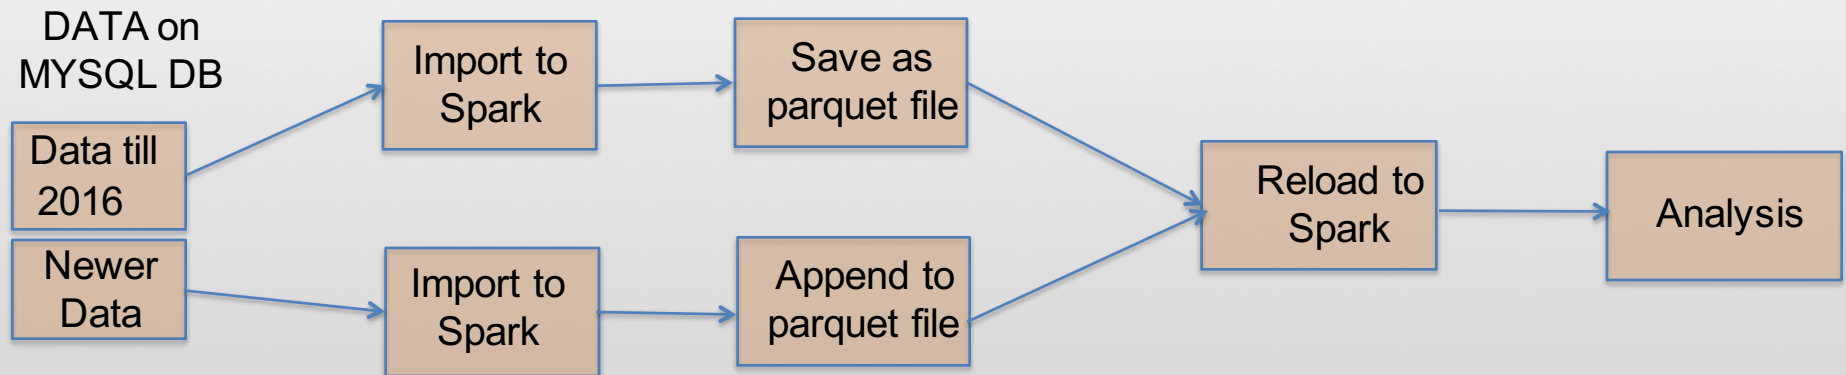 DATA on
MYSQL DB
Data till
2016
Import to
Spark
Save as
parquet file
Newer
Data
Import to
Spark
Append to
parquet file
Reload to
Spark
Analysis